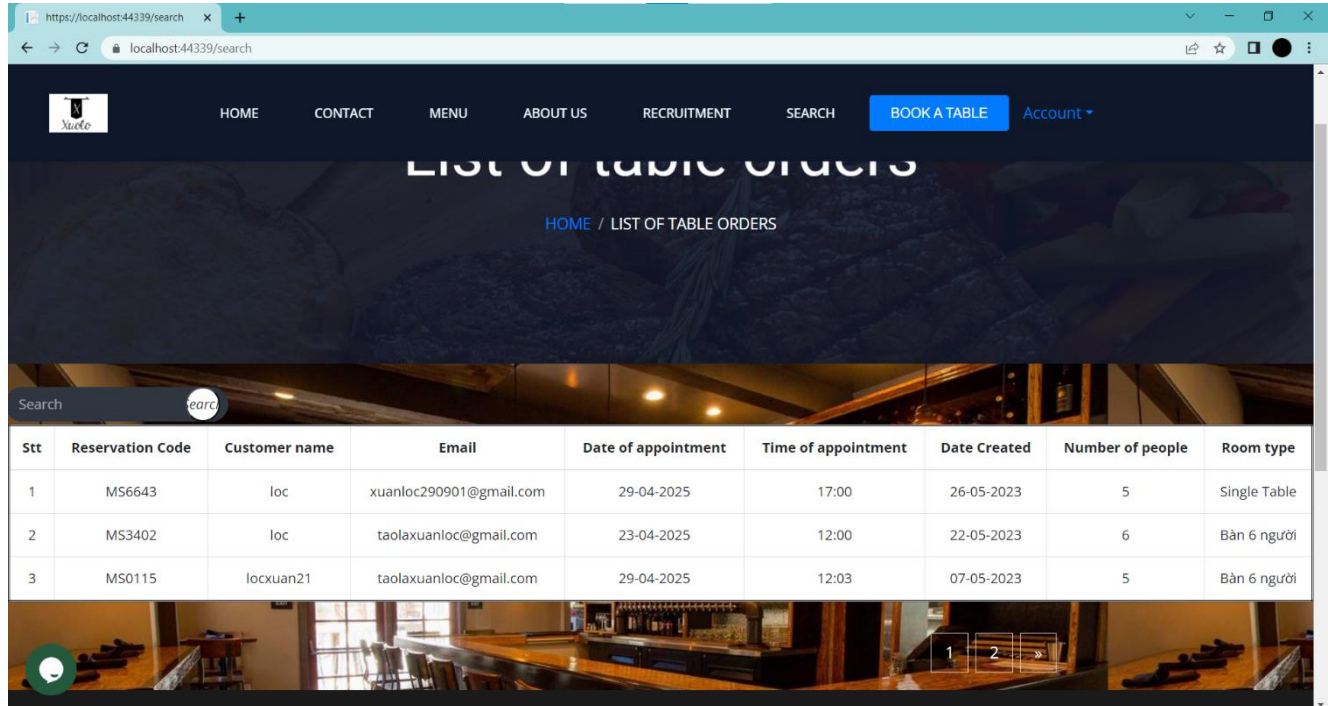 https://localhost:44339/search
localhost:44339/search
X
Xuolo
HOME CONTACT MENU ABOUT US RECRUITMENT SEARCH BOOK A TABLE Account
List of table orders
HOME / LIST OF TABLE ORDERS
Search Search
Stt Reservation Code Customer name Email Date of appointment Time of appointment Date Created Number of people Room type
1 MS6643 loc xuanloc290901@gmail.com 29-04-2025 17:00 26-05-2023 5 Single Table
2 MS3402 loc taolaxuanloc@gmail.com 23-04-2025 12:00 22-05-2023 6 Bàn 6 người
3 MS0115 locxuan21 taolaxuanloc@gmail.com 29-04-2025 12:03 07-05-2023 5 Bàn 6 người
1 2 »